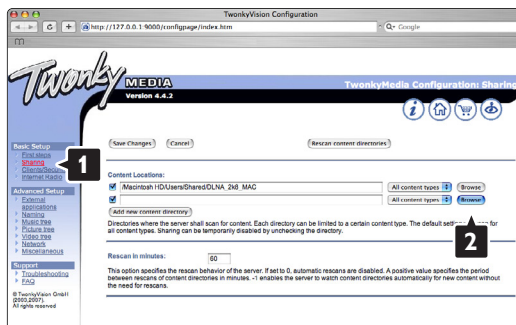 TwonkyVision Configuration
http://127.0.0.1:9000/configpage/index.htm
Google
Twonky
MEDIA
Version 4.4.2
TwonkyMedia Configuration: Sharing
Basic Setup
First steps
Sharing
Clients/Security
Internet Radio
1
Save Changes
Cancel
Rescan content directories
Content Locations:
/Macintosh HD/Users/Shared/DLNA_2k8_MAC
All content types
Browse
All content types
Browse
Add new content directory
2
Directories where the server shall scan for content. Each directory can be limited to a certain content type. The default setting is for
all content types. Sharing can be temporarily disabled by unchecking the directory.
Advanced Setup
External
applications
Naming
Music tree
Picture tree
Video tree
Network
Miscellaneous
Rescan in minutes:
60
This option specifies the rescan behavior of the server. If set to 0, automatic rescans are disabled. A positive value specifies the period
between rescans of content directories in minutes. -1 enables the server to watch content directories automatically for new content without
the need for rescans.
Support
Troubleshooting
FAQ
© TwonkyVision GmbH
(2003,2007).
All rights reserved